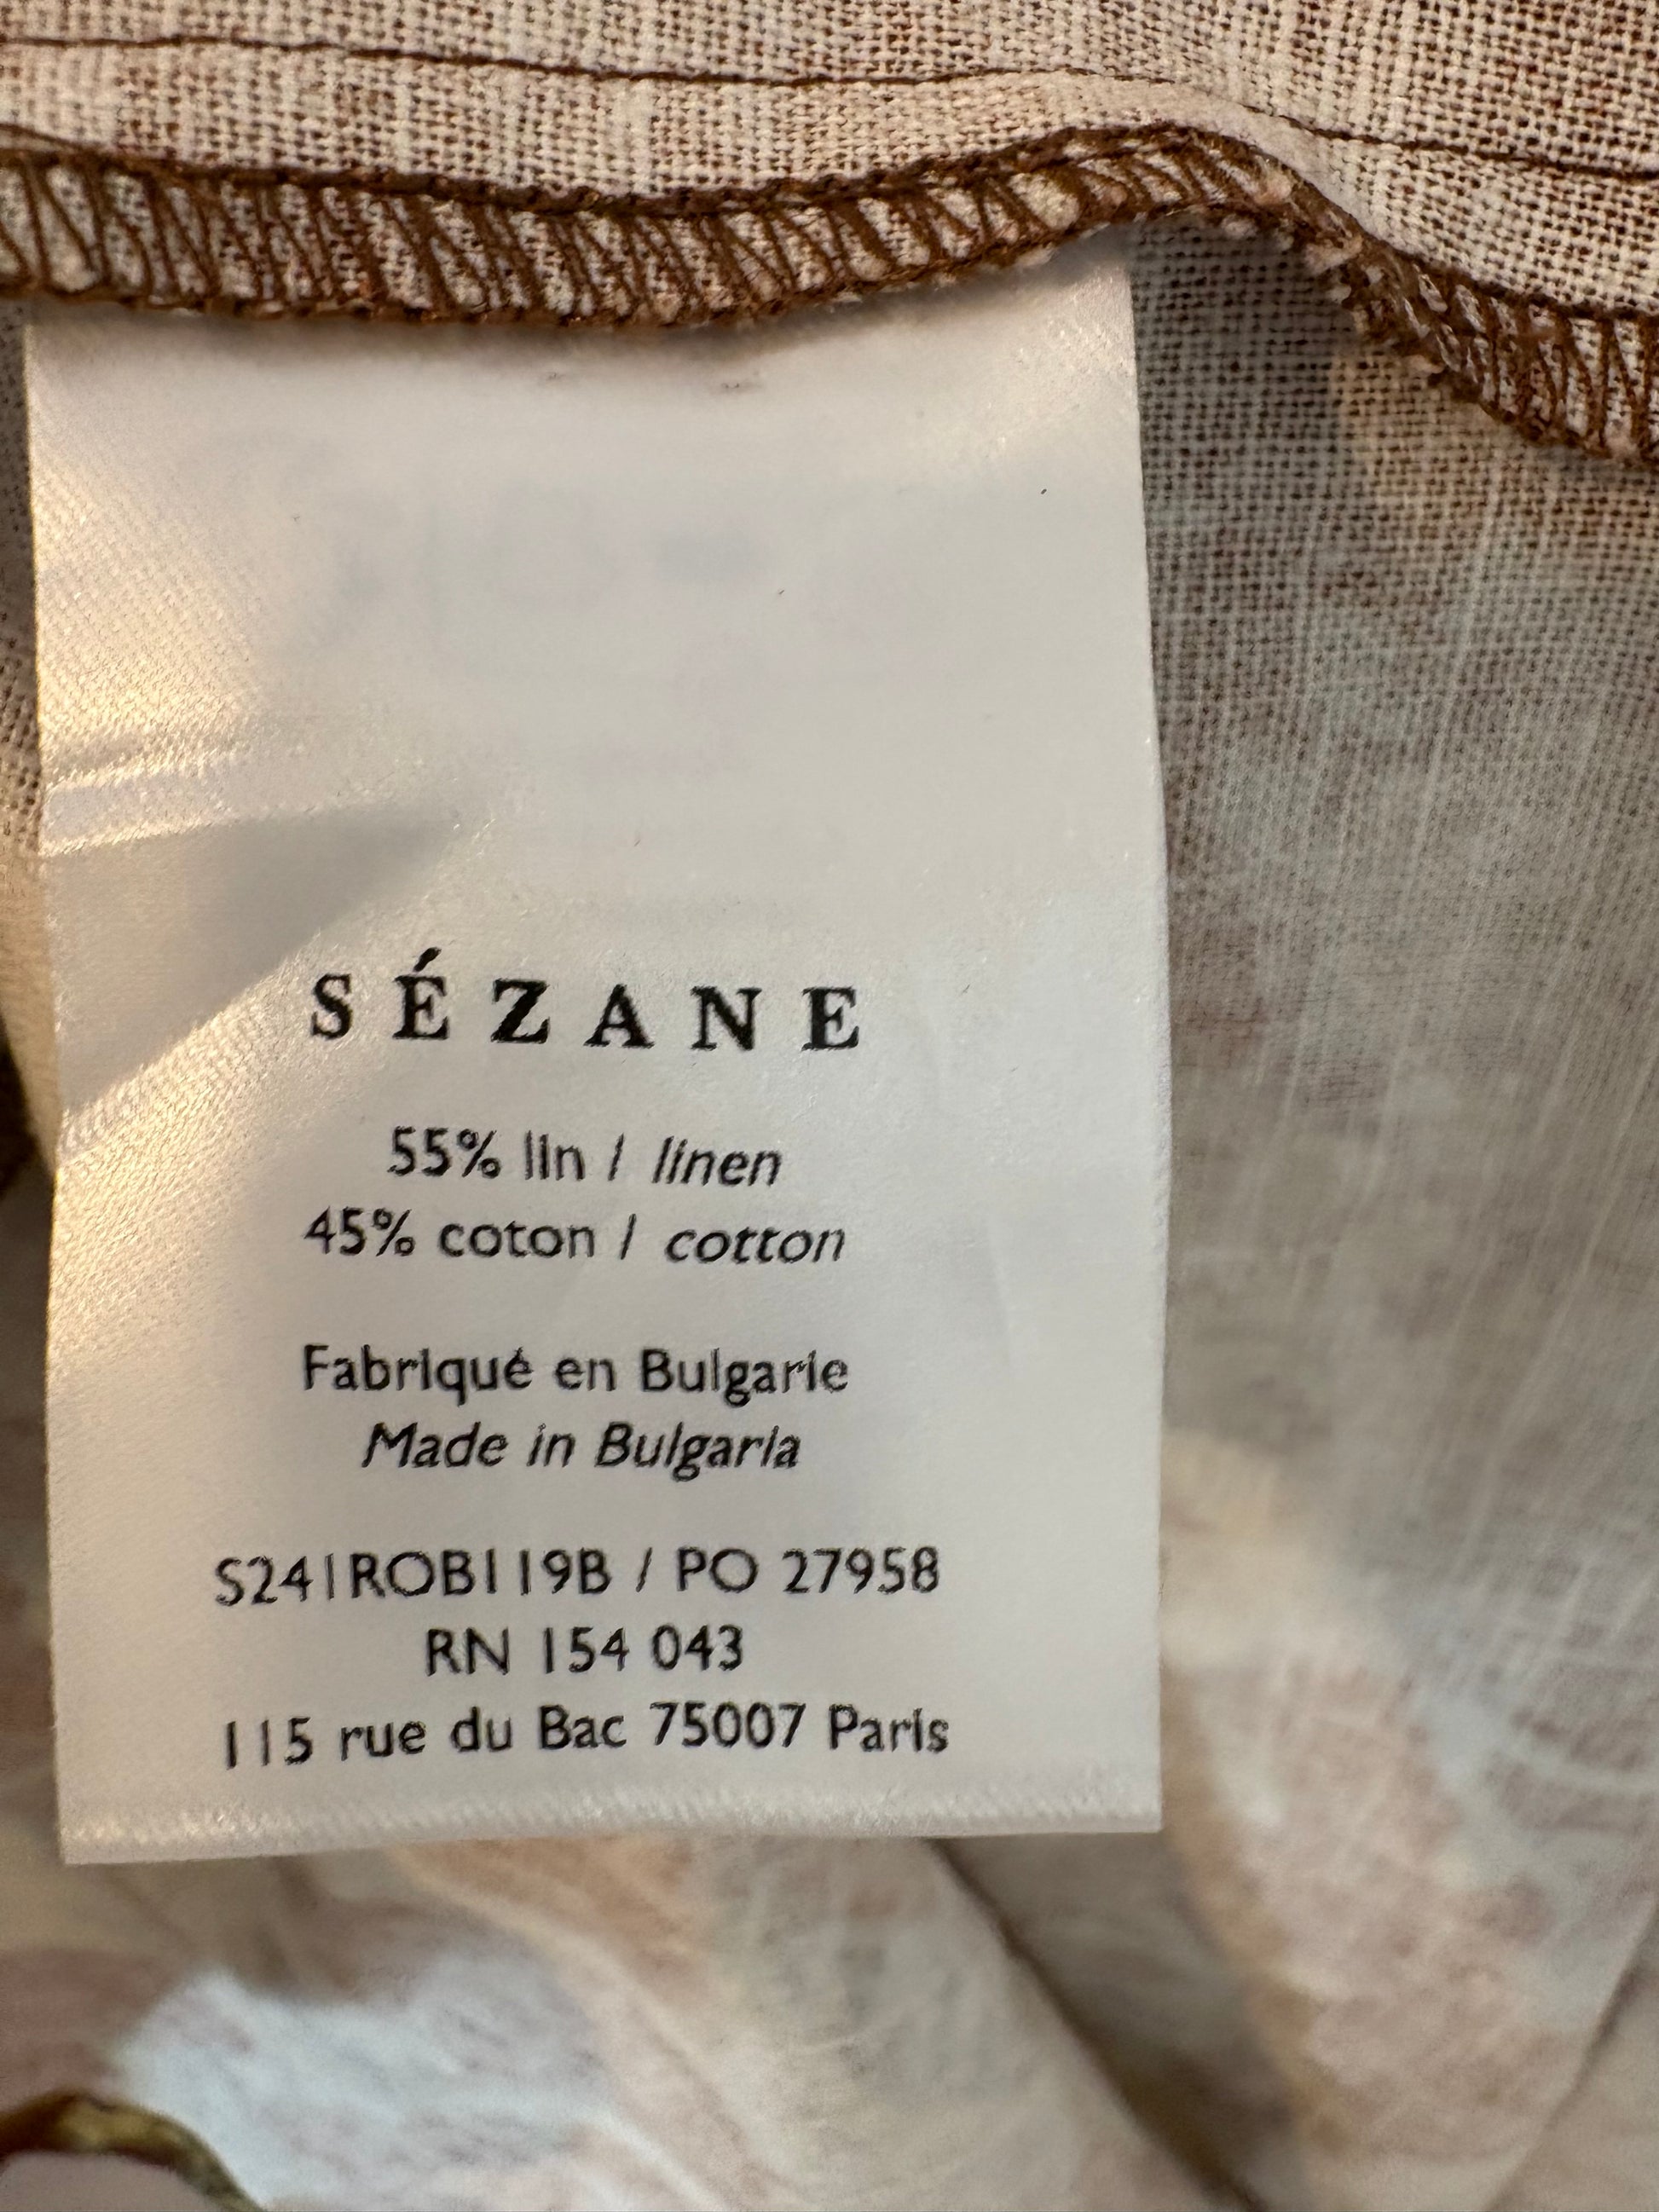 SÉZANE
55% lin / linen
45% coton / cotton
Fabriqué en Bulgarie
Made in Bulgaria
S241ROB119B / PO 27958
RN 154 043
115 rue du Bac 75007 Paris